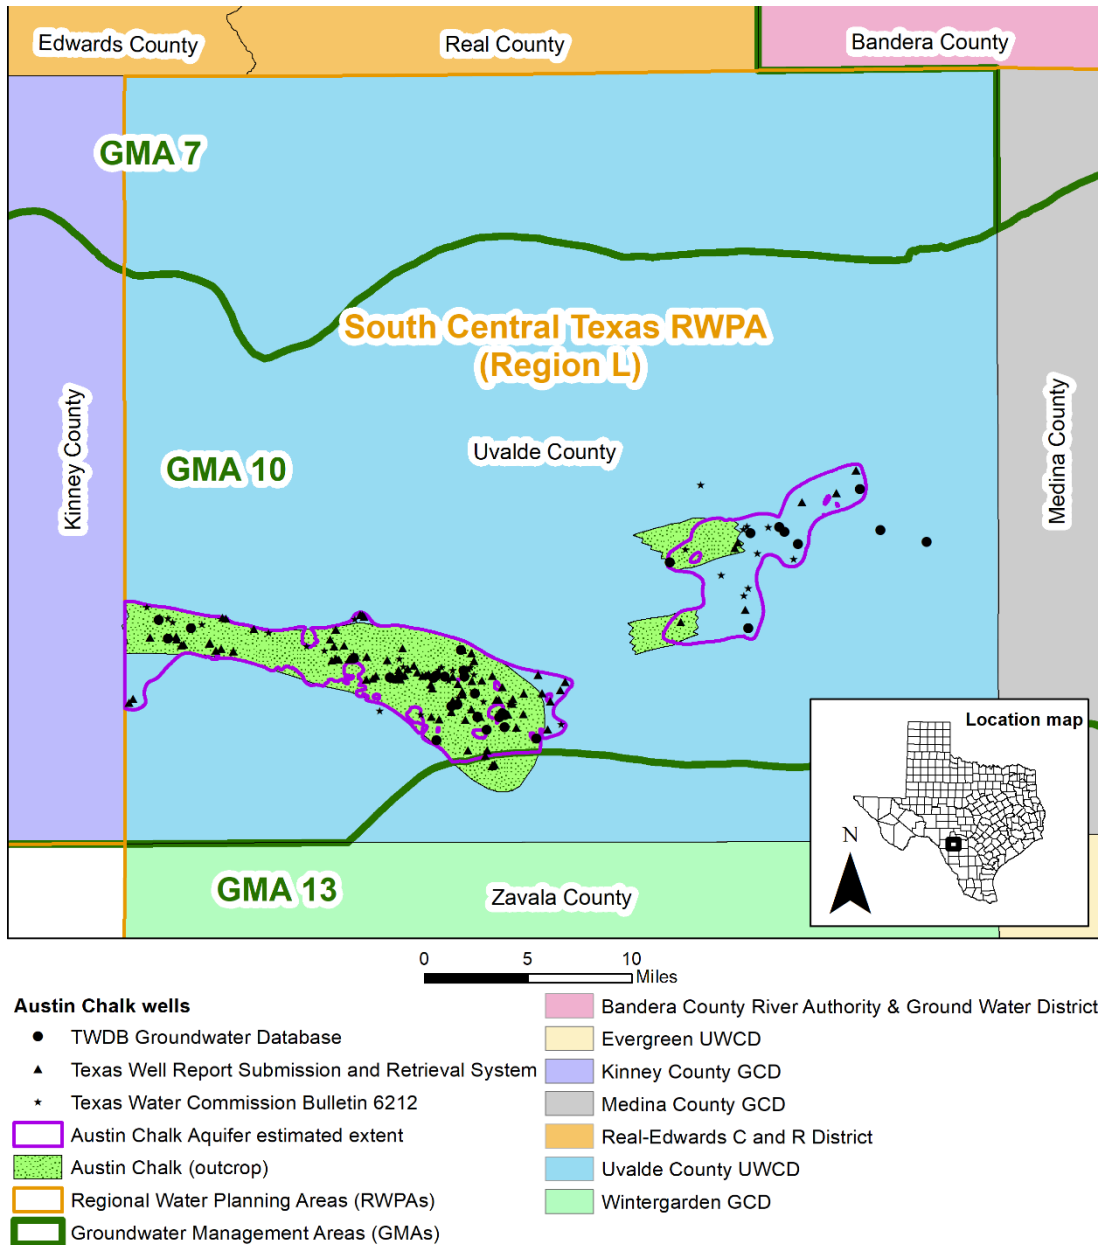 Edwards County
Real County
Bandera County
GMA 7
South Central Texas RWPA
(Region L)
Kinney County
Uvalde County
GMA 10
Medina County
Location map
N
GMA 13
Zavala County
0 5 10
Miles
Austin Chalk wells
TWDB Groundwater Database
Texas Well Report Submission and Retrieval System
Texas Water Commission Bulletin 6212
Austin Chalk Aquifer estimated extent
Austin Chalk (outcrop)
Regional Water Planning Areas (RWPAs)
Groundwater Management Areas (GMAs)
Bandera County River Authority & Ground Water District
Evergreen UWCD
Kinney County GCD
Medina County GCD
Real-Edwards C and R District
Uvalde County UWCD
Wintergarden GCD